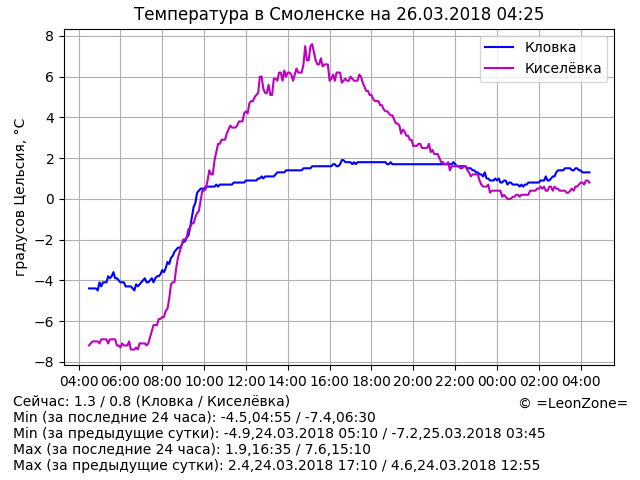 Температура в Смоленске на 26.03.2018 04:25
Кловка
Киселёвка
градусов Цельсия, °C
8
6
4
2
0
−2
−4
−6
−8
04:00 06:00 08:00 10:00 12:00 14:00 16:00 18:00 20:00 22:00 00:00 02:00 04:00
Сейчас: 1.3 / 0.8 (Кловка / Киселёвка)
© =LeonZone=
Min (за последние 24 часа): -4.5,04:55 / -7.4,06:30
Min (за предыдущие сутки): -4.9,24.03.2018 05:10 / -7.2,25.03.2018 03:45
Max (за последние 24 часа): 1.9,16:35 / 7.6,15:10
Max (за предыдущие сутки): 2.4,24.03.2018 17:10 / 4.6,24.03.2018 12:55